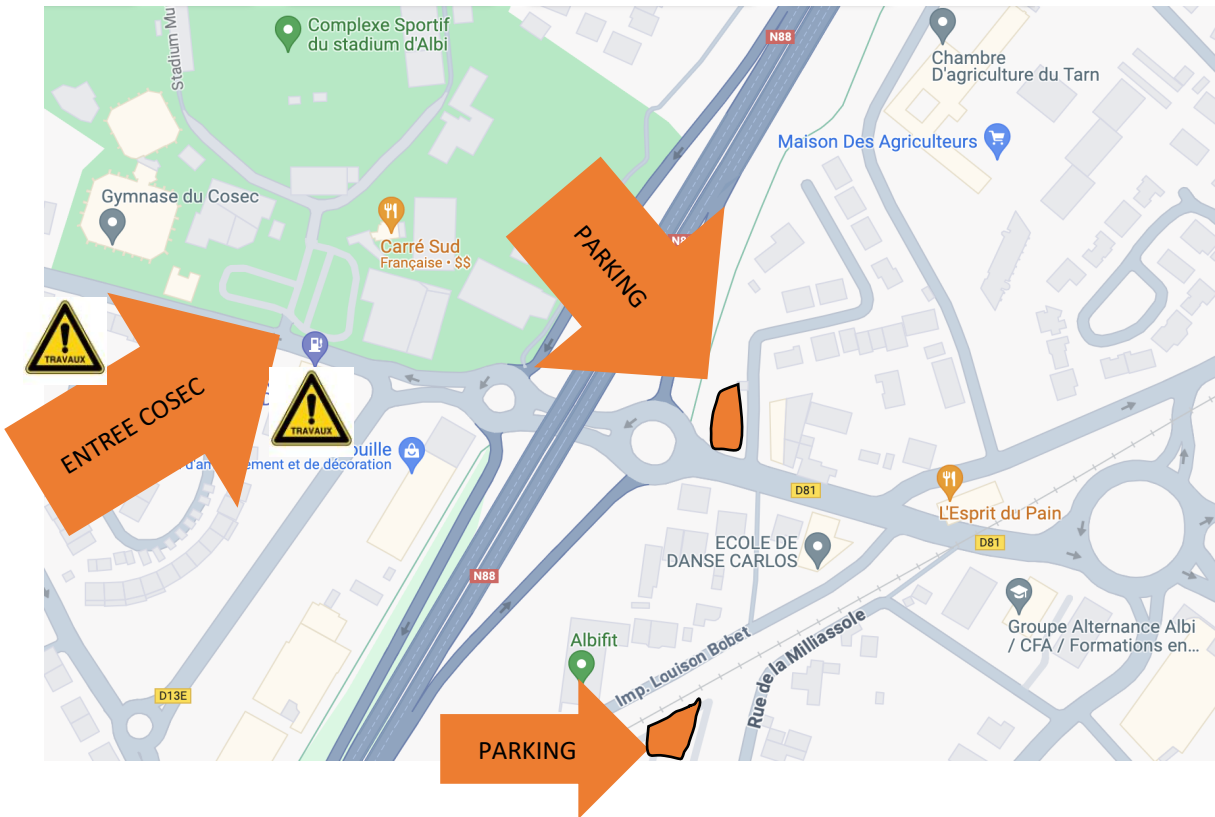 Complexe Sportif
du stadium d'Albi
Stadium Mu
N88
Chambre
D'agriculture du Tarn
Maison Des Agriculteurs
Gymnase du Cosec
Carré Sud
Française • $$
N8
PARKING
TRAVAUX
ENTREE COSEC
TRAVAUX
ouille
ement et de décoration
D81
L'Esprit du Pain
D81
ECOLE DE
DANSE CARLOS
N88
Groupe Alternance Albi
/ CFA / Formations en...
Albifit
Imp. Louison Bobet
Rue de la Milliassole
D13E
PARKING